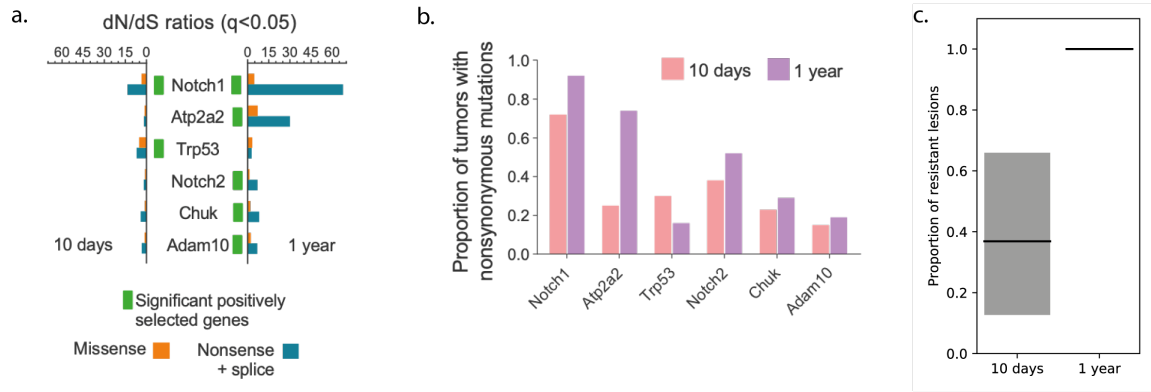 a.
dN/dS ratios (q<0.05)
60 45 30 15 0
0 15 30 45 60
Notch1
Atp2a2
Trp53
Notch2
Chuk
10 days Adam10 1 year
Significant positively
selected genes
Missense Nonsense
+ splice
b.
Proportion of tumors with
nonsynonymous mutations
10 days 1 year
1.0
0.8
0.6
0.4
0.2
0.0
Notch1 Atp2a2 Trp53 Notch2 Chuk Adam10
c.
Proportion of resistant lesions
1.0
0.8
0.6
0.4
0.2
0.0
10 days 1 year